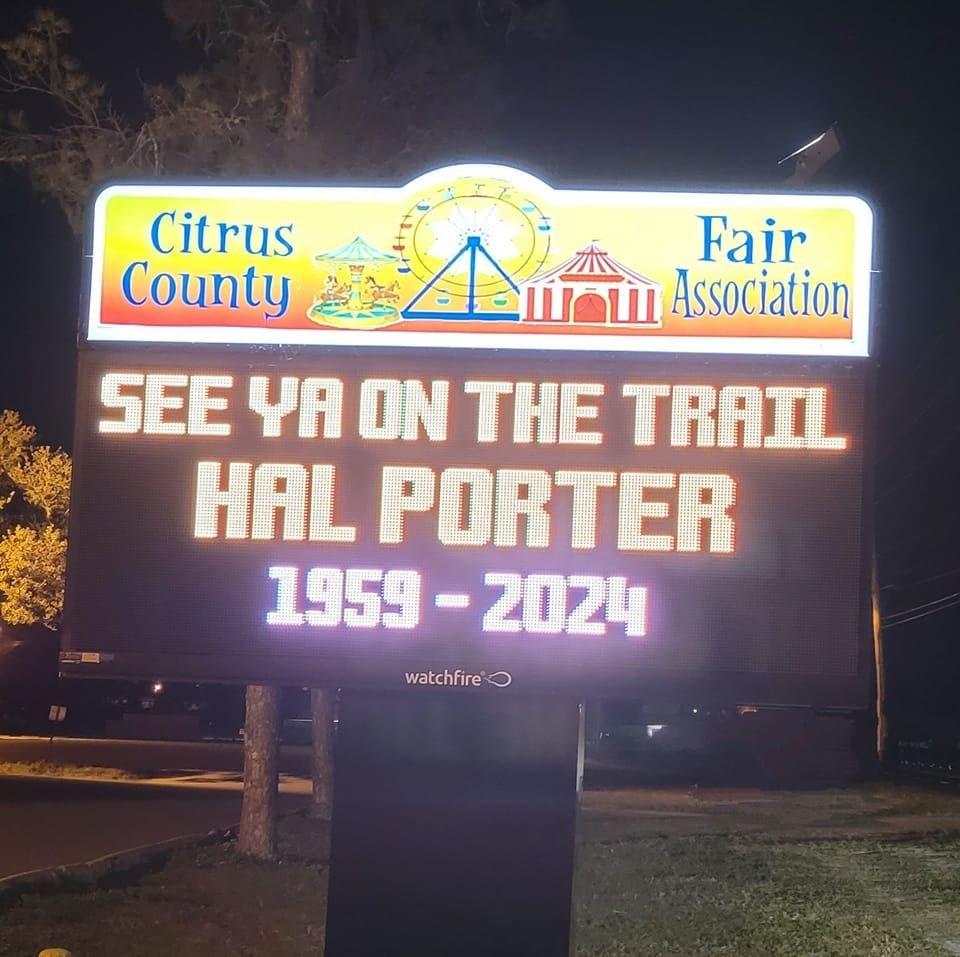 Citrus County
Fair Association
SEE YA ON THE TRAIL
HAL PORTER
1959 - 2024
watchfire